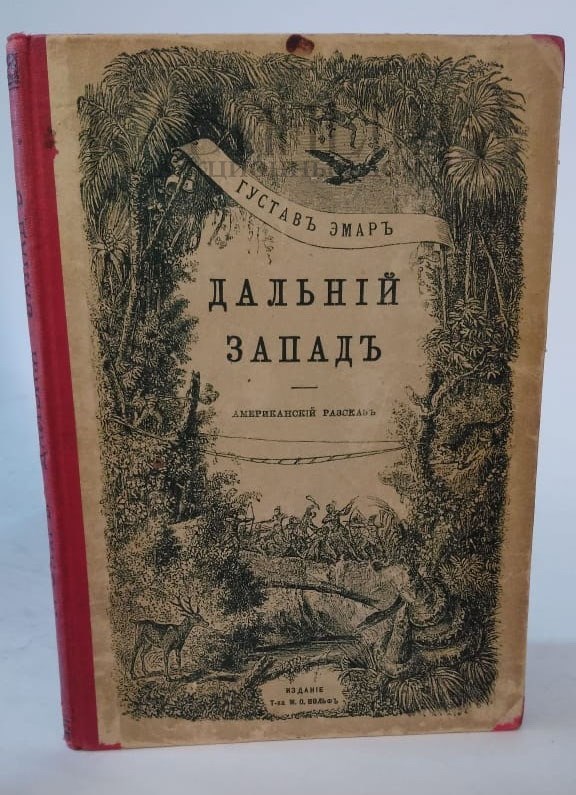 ГУСТАВЪ ЭМАРЪ
ДАЛЬНІЙ
ЗАПАДЪ
АМЕРИКАНСКІЙ РАЗСКАЗЪ
ИЗДАНІЕ
Т-ва М. О. ВОЛЬФЪ